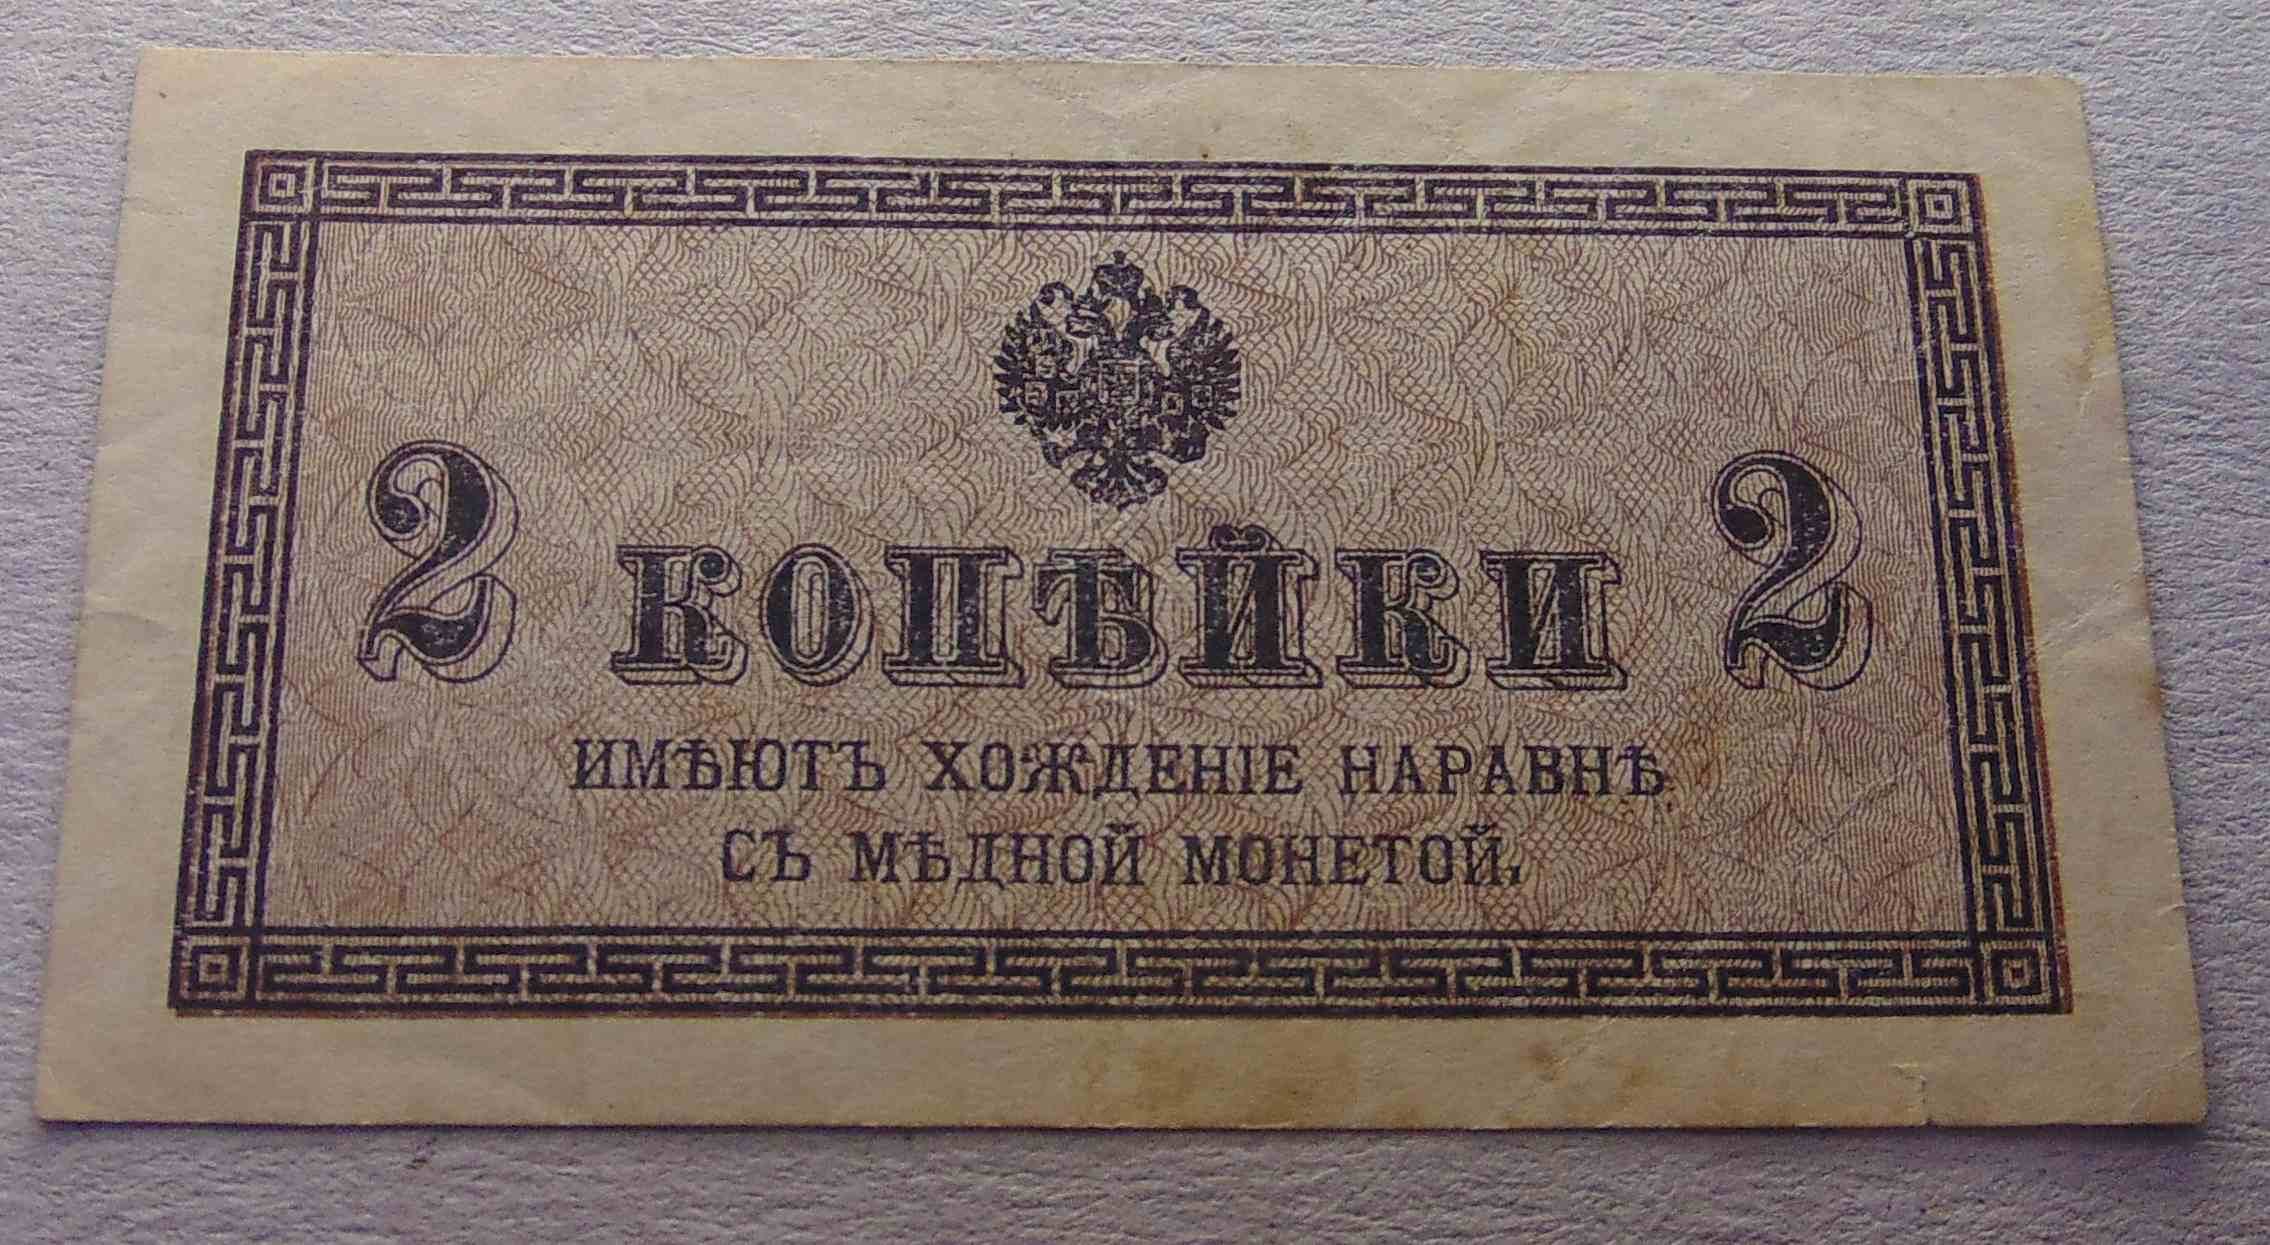 2 КОПѢЙКИ 2
ИМѢЮТЪ ХОЖДЕНІЕ НАРАВНѢ
СЪ МѢДНОЙ МОНЕТОЙ.